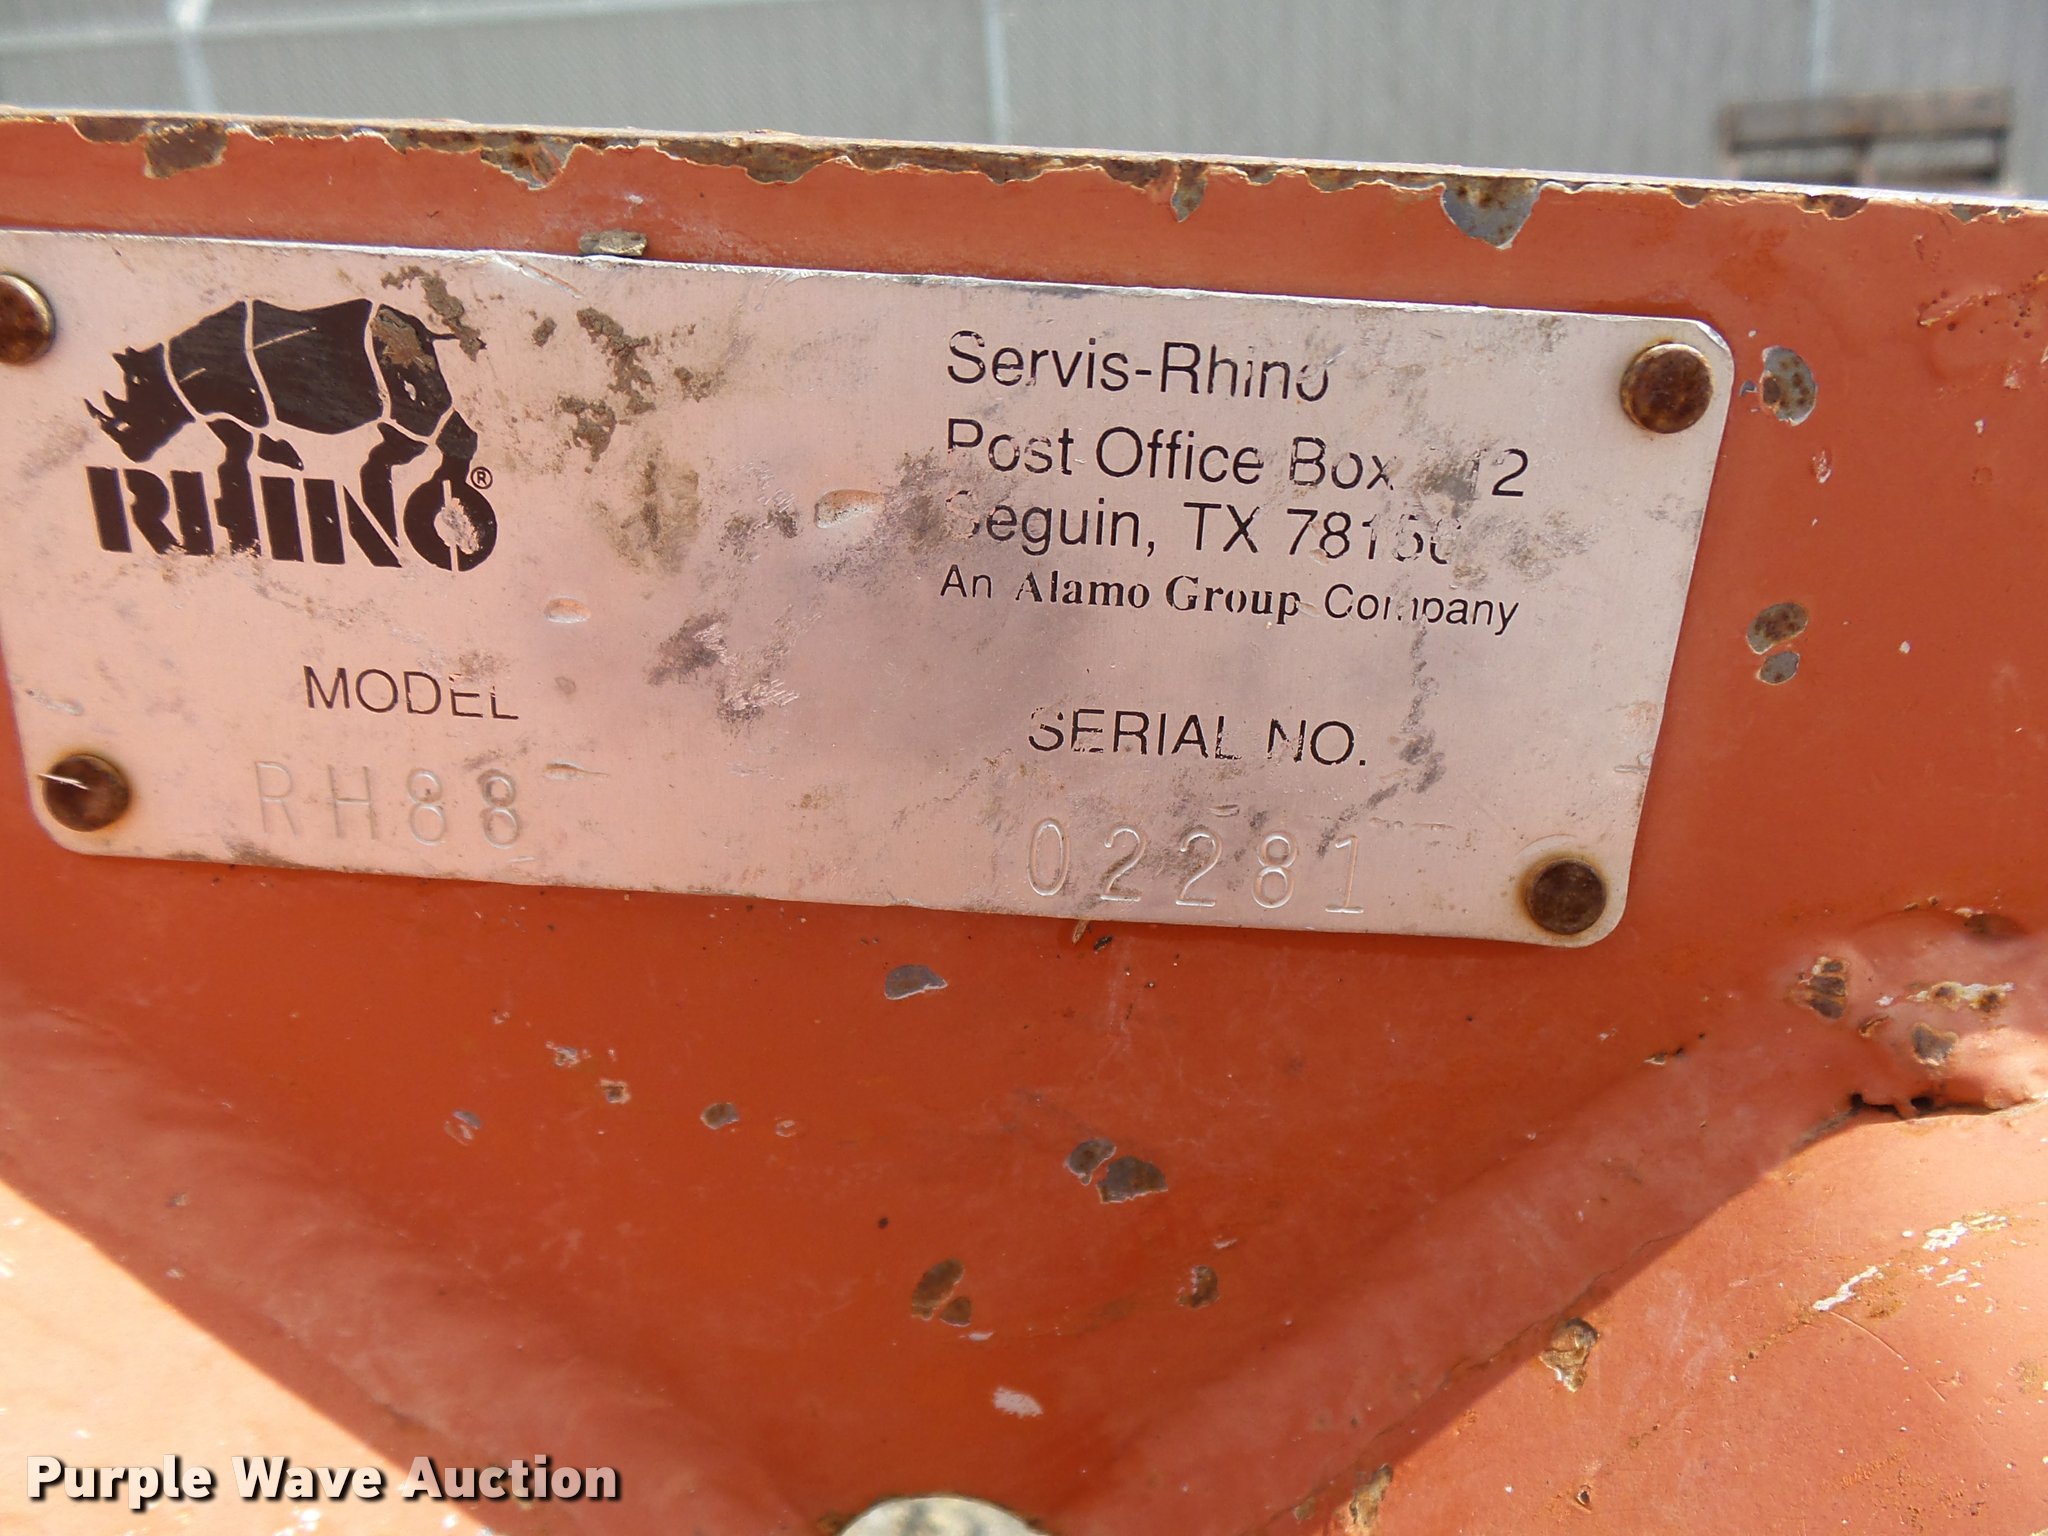 RHINO®
Servis-Rhino
Post Office Box
Seguin, TX
An Alamo Group Company
MODEL
SERIAL NO.
RH88
02281
Purple Wave Auction